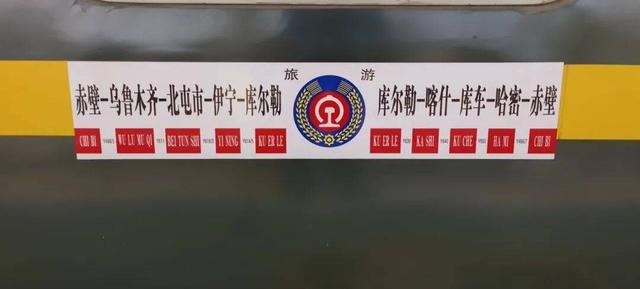 旅 游
赤壁-乌鲁木齐-北屯市-伊宁-库尔勒 库尔勒-喀什-库车-哈密-赤壁
CHI BI WU LU MU QI BEI TUN SHI YI NING KU ER LE KU ER LE KA SHI KU CHE HA MI CHI BI